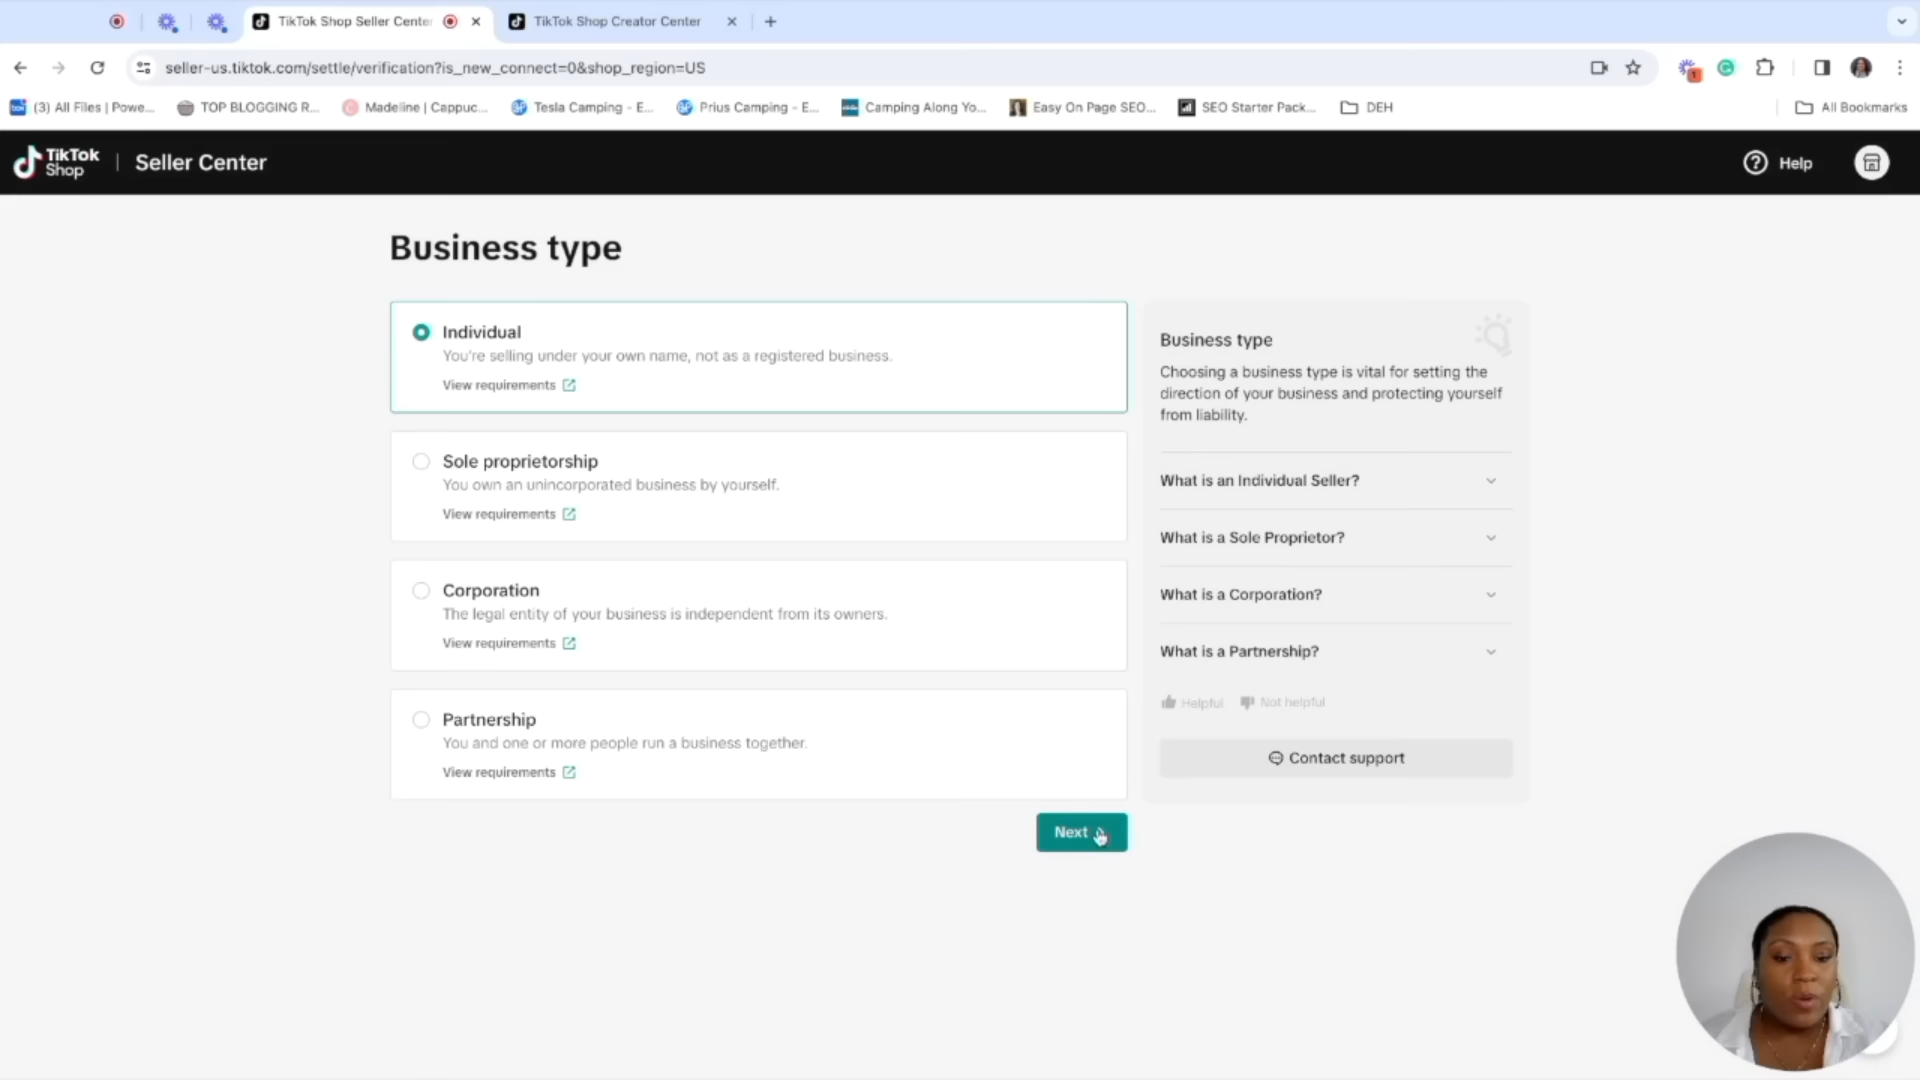 TikTok Shop Seller Center
TikTok Shop Creator Center
seller-us.tiktok.com/settle/verification?is_new_connect=0&shop_region=US
1
(3) All Files | Powe...
TOP BLOGGING R...
Madeline | Cappuc...
Tesla Camping - E...
Prius Camping - E...
Camping Along Yo...
Easy On Page SEO...
SEO Starter Pack...
DEH
All Bookmarks
TikTok
Shop
Seller Center
Help
Business type
Individual
You're selling under your own name, not as a registered business.
View requirements
Sole proprietorship
You own an unincorporated business by yourself.
View requirements
Corporation
The legal entity of your business is independent from its owners.
View requirements
Partnership
You and one or more people run a business together.
View requirements
Next
Business type
Choosing a business type is vital for setting the
direction of your business and protecting yourself
from liability.
What is an Individual Seller?
What is a Sole Proprietor?
What is a Corporation?
What is a Partnership?
Helpful
Not helpful
Contact support